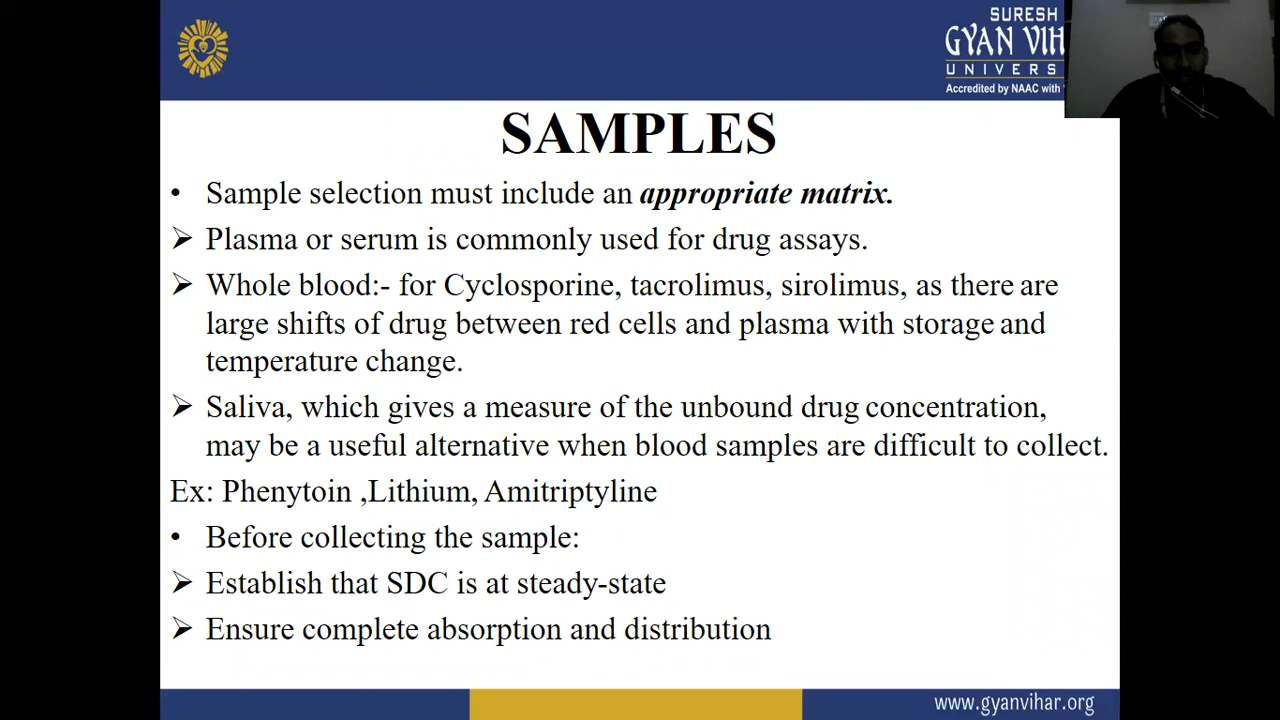 SURESH
GYAN VIH
UNIVERS
Accredited by NAAC with
SAMPLES
• Sample selection must include an appropriate matrix.
➢ Plasma or serum is commonly used for drug assays.
➢ Whole blood:- for Cyclosporine, tacrolimus, sirolimus, as there are
large shifts of drug between red cells and plasma with storage and
temperature change.
➢ Saliva, which gives a measure of the unbound drug concentration,
may be a useful alternative when blood samples are difficult to collect.
Ex: Phenytoin ,Lithium, Amitriptyline
• Before collecting the sample:
➢ Establish that SDC is at steady-state
➢ Ensure complete absorption and distribution
www.gyanvihar.org